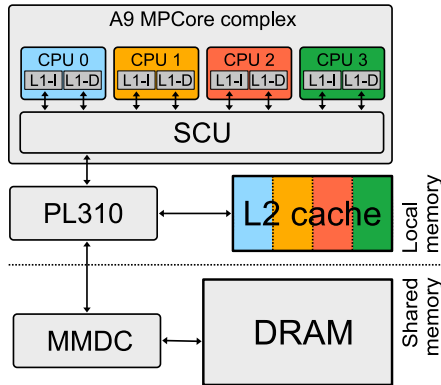 A9 MPCore complex
CPU 0 CPU 1 CPU 2 CPU 3
L1-I L1-D L1-I L1-D L1-I L1-D L1-I L1-D
SCU
PL310
L2 cache
Local memory
MMDC
DRAM
Shared memory